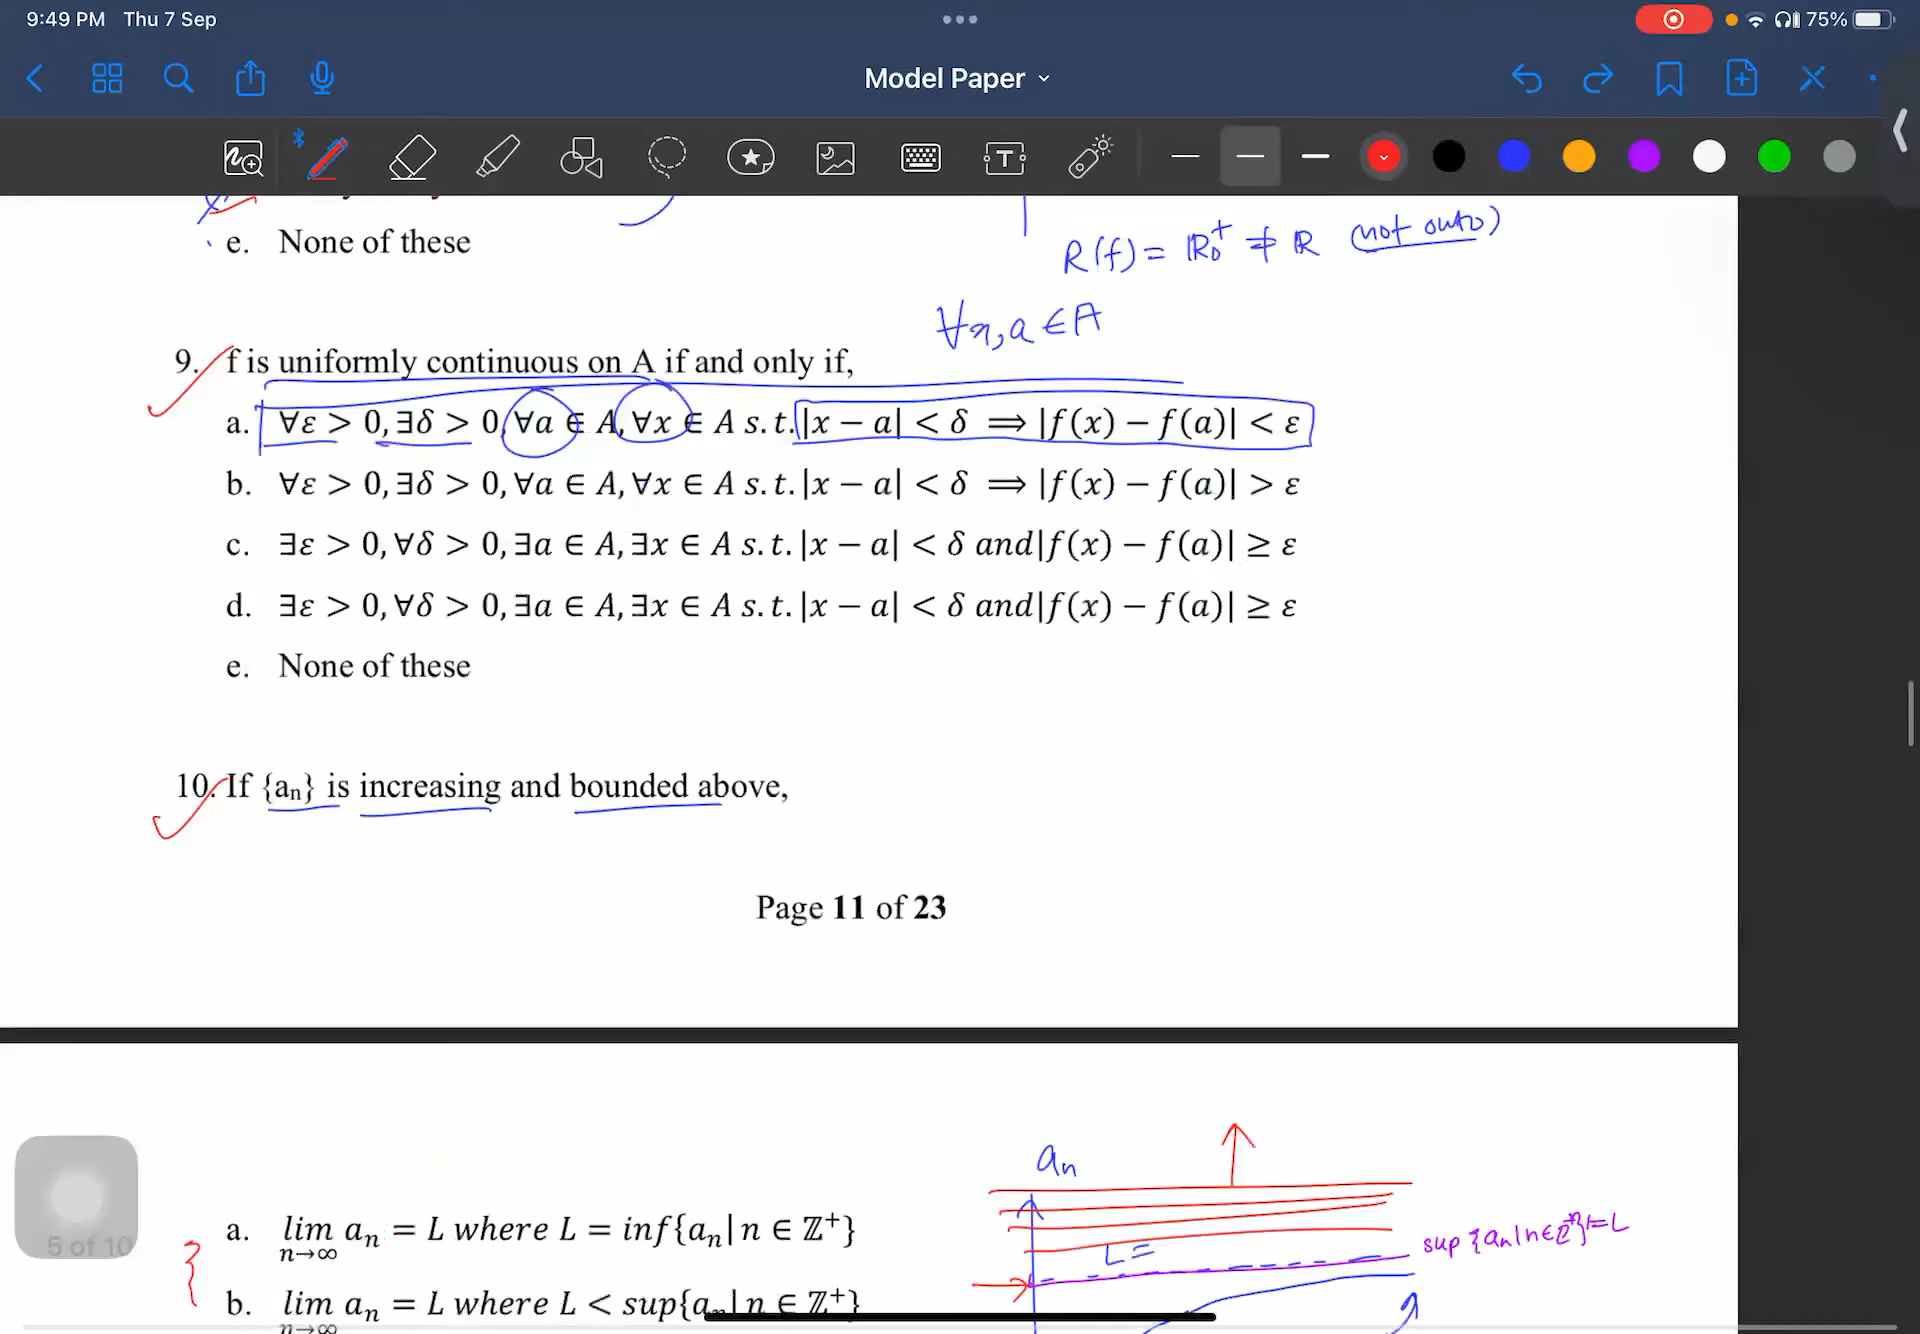 9:49 PM Thu 7 Sep
75%
Model Paper
e. None of these
R(f) = ℝ₀⁺ ≠ ℝ (not onto)
∀x, a ∈ A
9. f is uniformly continuous on A if and only if,
a. ∀ε > 0, ∃δ > 0, ∀a ∈ A, ∀x ∈ A s.t. |x − a| < δ ⟹ |f(x) − f(a)| < ε
b. ∀ε > 0, ∃δ > 0, ∀a ∈ A, ∀x ∈ A s.t. |x − a| < δ ⟹ |f(x) − f(a)| > ε
c. ∃ε > 0, ∀δ > 0, ∃a ∈ A, ∃x ∈ A s.t. |x − a| < δ and|f(x) − f(a)| ≥ ε
d. ∃ε > 0, ∀δ > 0, ∃a ∈ A, ∃x ∈ A s.t. |x − a| < δ and|f(x) − f(a)| ≥ ε
e. None of these
10. If {aₙ} is increasing and bounded above,
Page 11 of 23
aₙ
a. lim n→∞ aₙ = L where L = inf{aₙ|n ∈ ℤ⁺}
5 of 10
L =
sup {aₙ|n∈ℤ⁺}=L
b. lim n→∞ aₙ = L where L < sup{aₙ|n ∈ ℤ⁺}